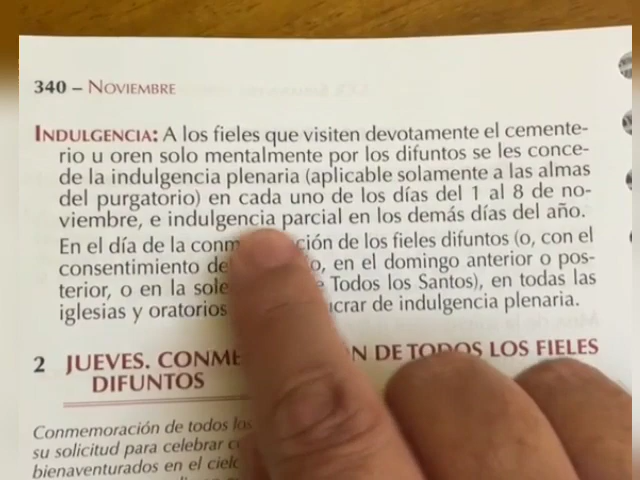 340 – NOVIEMBRE
INDULGENCIA: A los fieles que visiten devotamente el cemente-
rio u oren solo mentalmente por los difuntos se les conce-
de la indulgencia plenaria (aplicable solamente a las almas
del purgatorio) en cada uno de los días del 1 al 8 de no-
viembre, e indulgencia parcial en los demás días del año.
En el día de la ción de los fieles difuntos (o, con el
consentimiento o, en el domingo anterior o pos-
terior, o en la Todos los Santos), en todas las
iglesias y oratorios crar de indulgencia plenaria.
2 JUEVES. CONME N DE TODOS LOS FIELES
DIFUNTOS
Conmemoración de todos los
su solicitud para celebrar
bienaventurados en el cielo